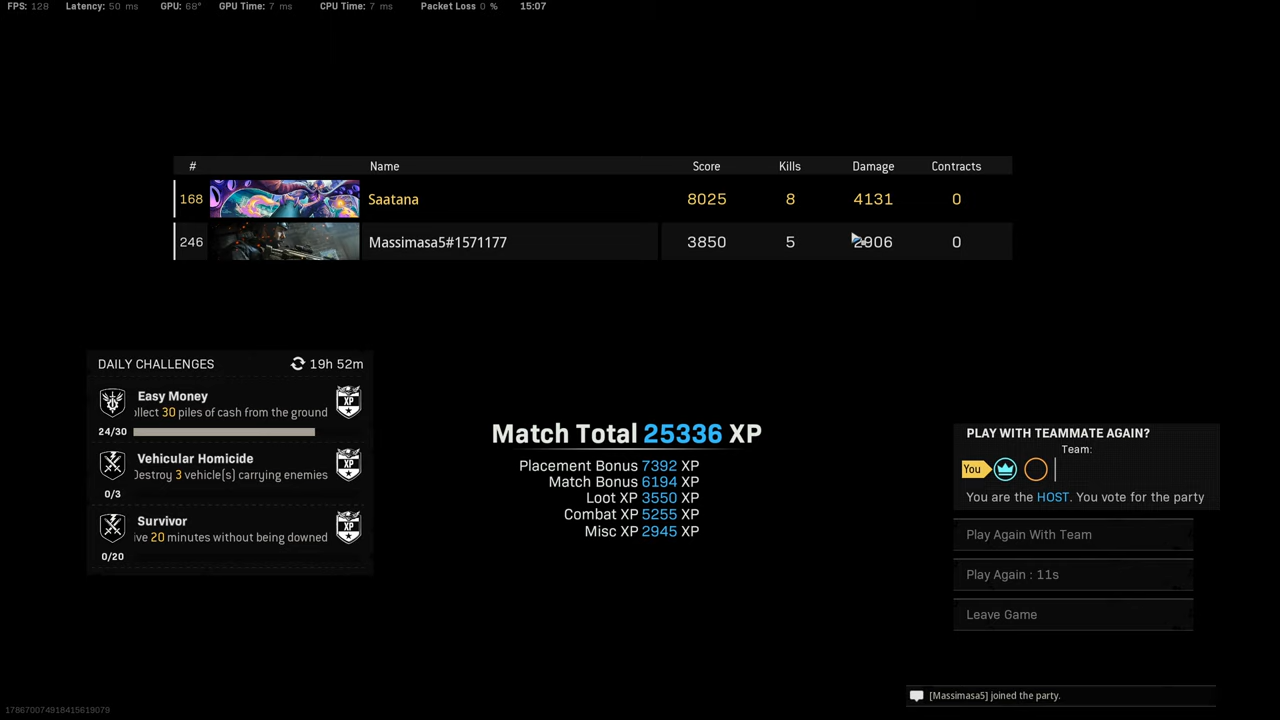 FPS: 128 Latency: 50 ms GPU: 68° GPU Time: 7 ms CPU Time: 7 ms Packet Loss 0 % 15:07
# Name Score Kills Damage Contracts
168 Saatana 8025 8 4131 0
246 Massimasa5#1571177 3850 5 2906 0
DAILY CHALLENGES 19h 52m
Easy Money
ollect 30 piles of cash from the ground
XP
24/30
Vehicular Homicide
Destroy 3 vehicle(s) carrying enemies
XP
0/3
Survivor
ive 20 minutes without being downed
XP
0/20
Match Total 25336 XP
Placement Bonus 7392 XP
Match Bonus 6194 XP
Loot XP 3550 XP
Combat XP 5255 XP
Misc XP 2945 XP
PLAY WITH TEAMMATE AGAIN?
Team:
You
You are the HOST. You vote for the party
Play Again With Team
Play Again : 11s
Leave Game
[Massimasa5] joined the party.
178670074918415619079